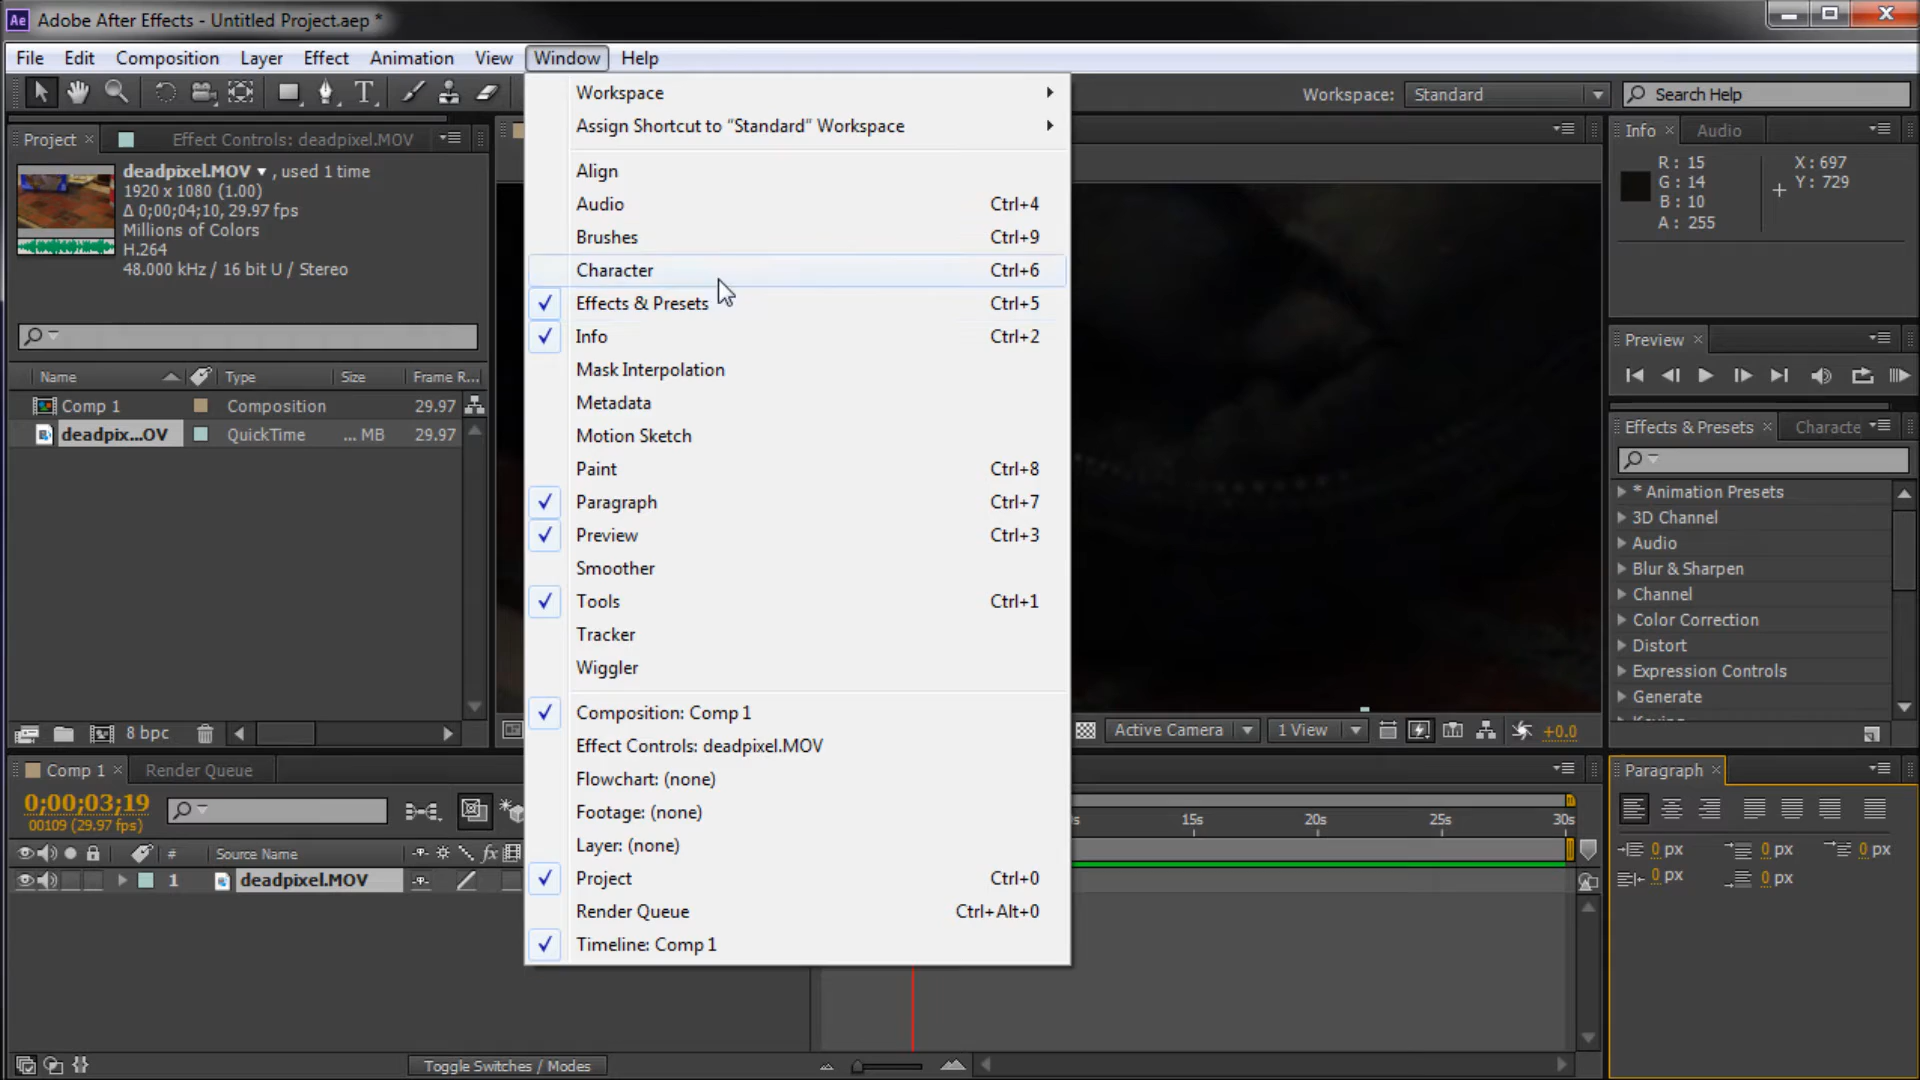 Ae Adobe After Effects - Untitled Project.aep *
File Edit Composition Layer Effect Animation View Window Help
Workspace: Standard
Search Help
Project × Effect Controls: deadpixel.MOV
deadpixel.MOV ▼ , used 1 time
1920 x 1080 (1.00)
Δ 0;00;04;10, 29.97 fps
Millions of Colors
H.264
48.000 kHz / 16 bit U / Stereo
Name Type Size Frame R...
Comp 1 Composition 29.97
deadpix...OV QuickTime ... MB 29.97
8 bpc
Workspace
Assign Shortcut to “Standard” Workspace
Align
Audio Ctrl+4
Brushes Ctrl+9
Character Ctrl+6
Effects & Presets Ctrl+5
Info Ctrl+2
Mask Interpolation
Metadata
Motion Sketch
Paint Ctrl+8
Paragraph Ctrl+7
Preview Ctrl+3
Smoother
Tools Ctrl+1
Tracker
Wiggler
Composition: Comp 1
Effect Controls: deadpixel.MOV
Flowchart: (none)
Footage: (none)
Layer: (none)
Project Ctrl+0
Render Queue Ctrl+Alt+0
Timeline: Comp 1
Info × Audio
R: 15 X: 697
G: 14 Y: 729
B: 10
A: 255
Preview ×
Effects & Presets × Characte
* Animation Presets
3D Channel
Audio
Blur & Sharpen
Channel
Color Correction
Distort
Expression Controls
Generate
Active Camera 1 View +0.0
Comp 1 × Render Queue
0;00;03;19
00109 (29.97 fps)
# Source Name fx
1 deadpixel.MOV
15s 20s 25s 30s
Toggle Switches / Modes
Paragraph ×
0 px 0 px 0 px
0 px 0 px